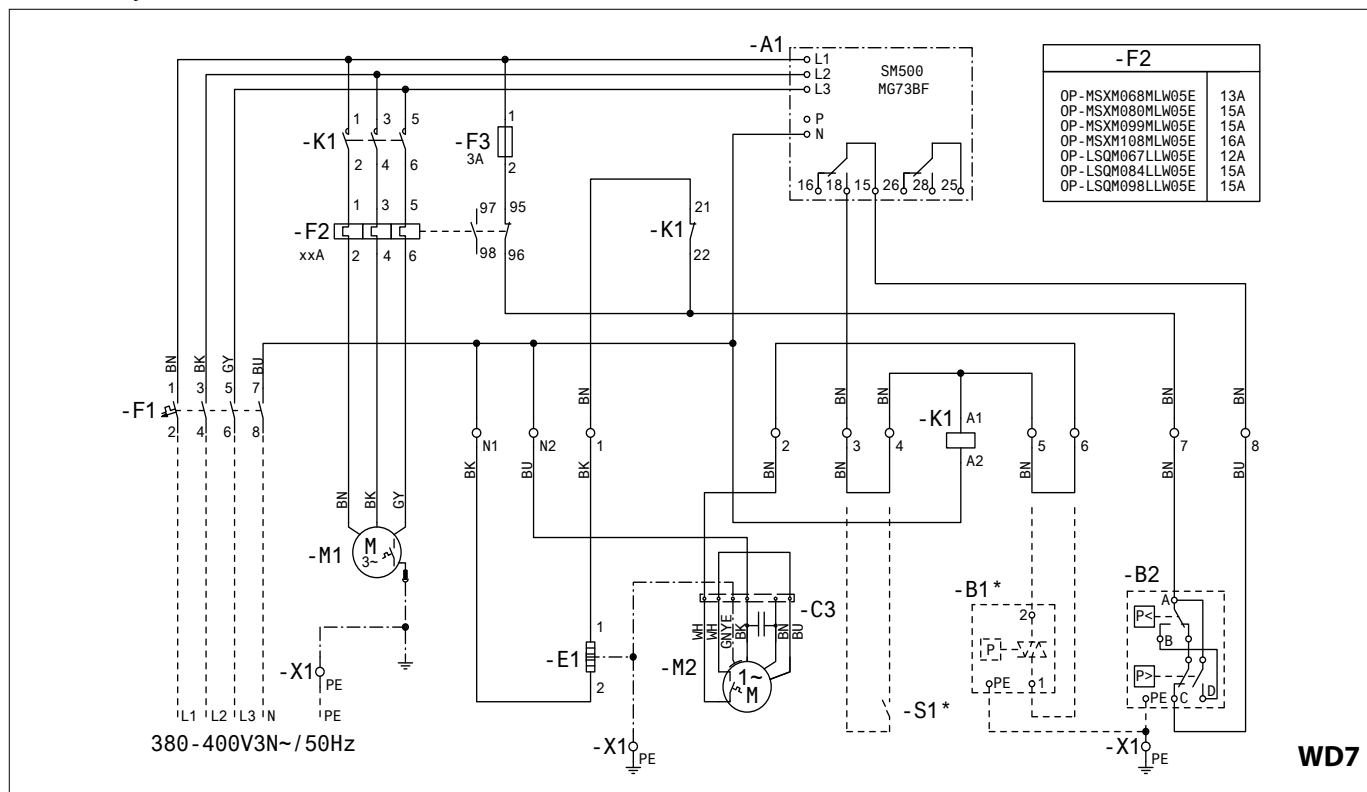 -A1
L1
L2
L3
P
N
SM500
MG73BF
16 18 15 26 28 25
-F2
OP-MSXM068MLW05E 13A
OP-MSXM080MLW05E 15A
OP-MSXM099MLW05E 15A
OP-MSXM108MLW05E 16A
OP-LSQM067LLW05E 12A
OP-LSQM084LLW05E 15A
OP-LSQM098LLW05E 15A
1 3 5
-K1
2 4 6
1
-F3
3A
2
1 3 5
-F2
xxA
2 4 6
97 95
98 96
21
-K1
22
BN BK GY BU
1 3 5 7
-F1
2 4 6 8
BN BN BN BN BN BN
N1 N2 1 2 3 4
-K1 A1
A2
5 6 7 8
BK BU BK BN BN BN BN BN BN BU
BN BK GY
-M1
M
3~
-X1
PE
L1 L2 L3 N PE
380-400V3N~/50Hz
1
-E1
2
-C3
WH WH GNYE BK BN BU
-M2
1~
M
-X1
PE
-S1*
-B1*
2
P
PE 1
-B2
A
P<
B
P>
PE C D
-X1
PE
WD7